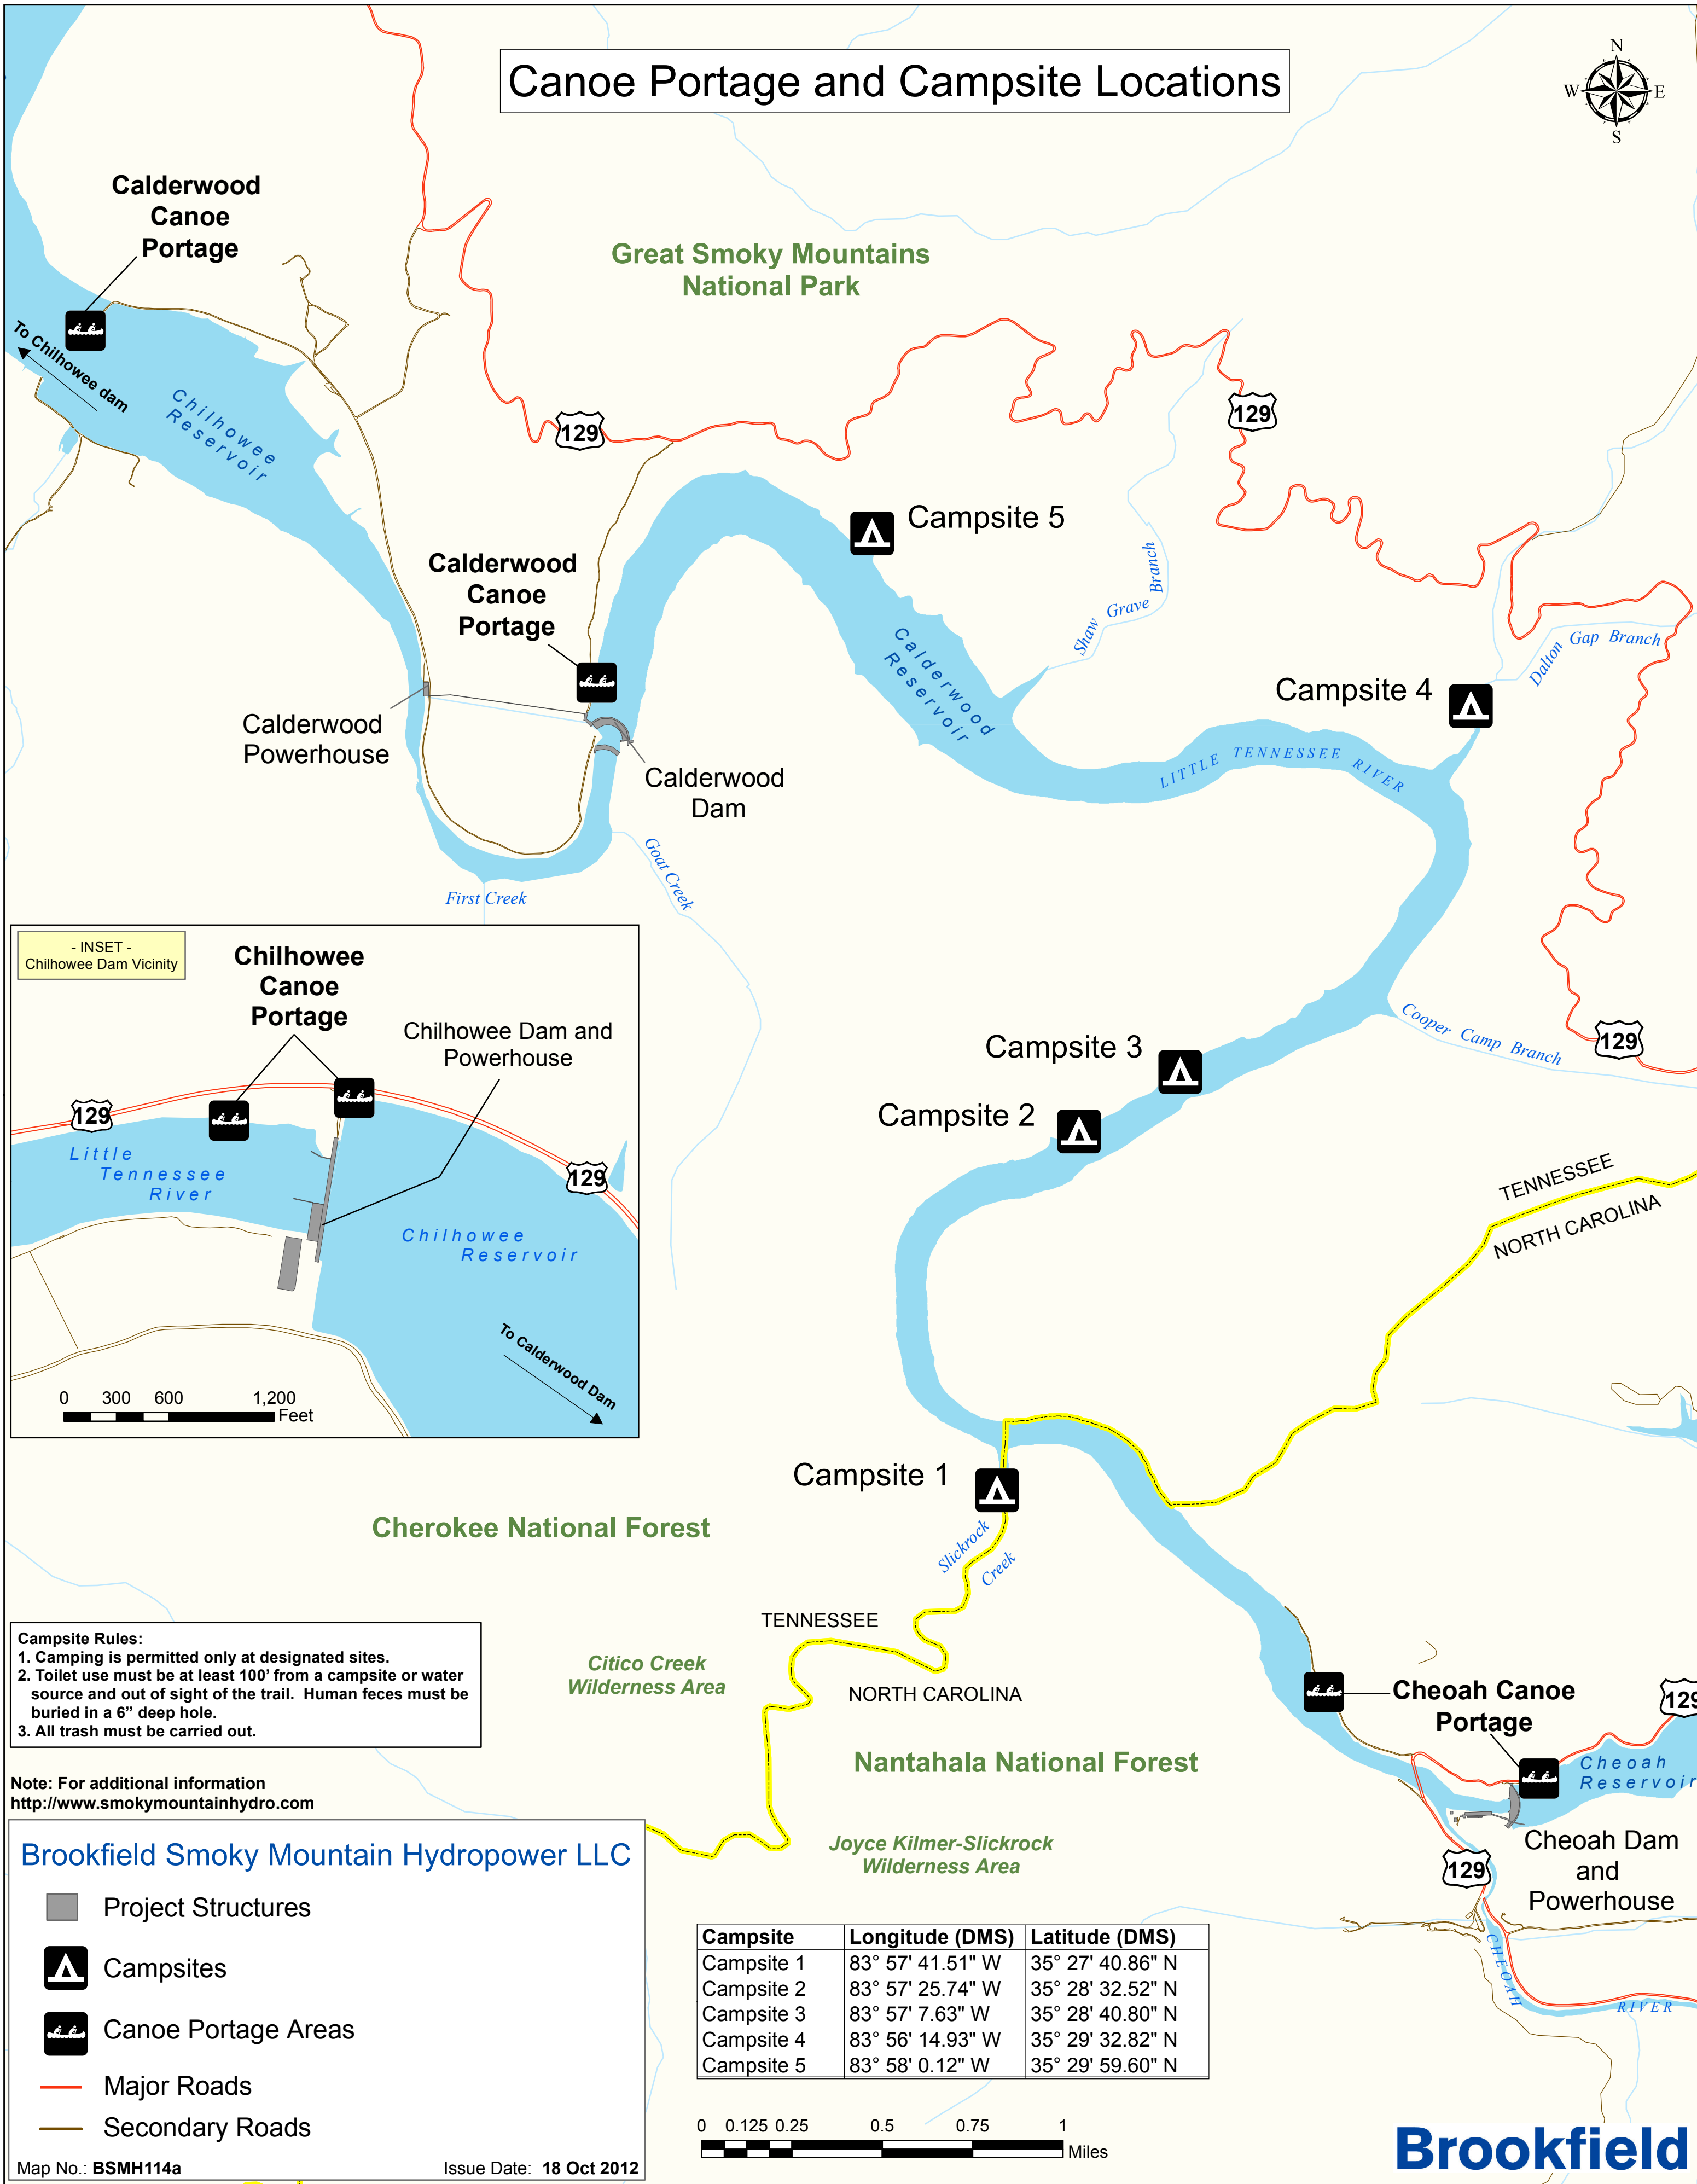 Canoe Portage and Campsite Locations
N
W
E
S
Calderwood
Canoe
Portage
Great Smoky Mountains
National Park
To Chilhowee dam
Chilhowee
Reservoir
129
129
Campsite 5
Calderwood
Canoe
Portage
Shaw Grave Branch
Dalton Gap Branch
Calderwood
Reservoir
Campsite 4
Calderwood
Powerhouse
LITTLE TENNESSEE RIVER
Calderwood
Dam
Goat Creek
First Creek
- INSET -
Chilhowee Dam Vicinity
Chilhowee
Canoe
Portage
Chilhowee Dam and
Powerhouse
129
Little
Tennessee
River
129
Chilhowee
Reservoir
To Calderwood Dam
0 300 600 1,200
Feet
Cooper Camp Branch
129
Campsite 3
Campsite 2
TENNESSEE
NORTH CAROLINA
Campsite 1
Cherokee National Forest
Slickrock
Creek
TENNESSEE
Citico Creek
Wilderness Area
NORTH CAROLINA
Campsite Rules:
1. Camping is permitted only at designated sites.
2. Toilet use must be at least 100' from a campsite or water
source and out of sight of the trail. Human feces must be
buried in a 6” deep hole.
3. All trash must be carried out.
Cheoah Canoe
Portage
129
Nantahala National Forest
Cheoah
Reservoir
Note: For additional information
http://www.smokymountainhydro.com
Joyce Kilmer-Slickrock
Wilderness Area
Cheoah Dam
and
Powerhouse
129
CHEOAH
RIVER
Brookfield Smoky Mountain Hydropower LLC
Project Structures
Campsites
Canoe Portage Areas
Major Roads
Secondary Roads
Map No.: BSMH114a Issue Date: 18 Oct 2012
Campsite Longitude (DMS) Latitude (DMS)
Campsite 1 83° 57' 41.51" W 35° 27' 40.86" N
Campsite 2 83° 57' 25.74" W 35° 28' 32.52" N
Campsite 3 83° 57' 7.63" W 35° 28' 40.80" N
Campsite 4 83° 56' 14.93" W 35° 29' 32.82" N
Campsite 5 83° 58' 0.12" W 35° 29' 59.60" N
0 0.125 0.25 0.5 0.75 1
Miles
Brookfield